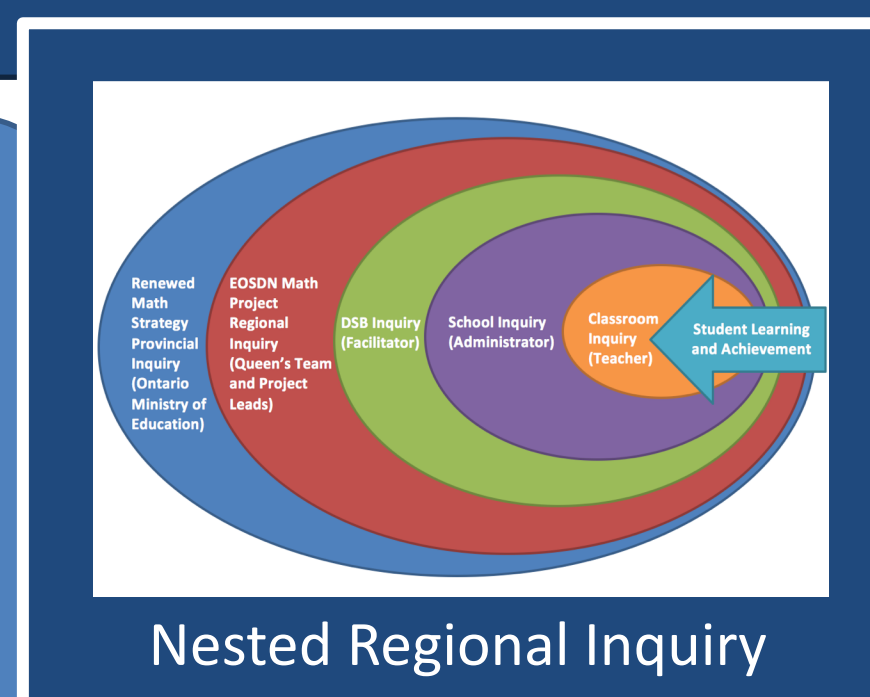 Renewed
Math
Strategy
Provincial
Inquiry
(Ontario
Ministry of
Education)
EOSDN Math
Project
Regional
Inquiry
(Queen's Team
and Project
Leads)
DSB Inquiry
(Facilitator)
School Inquiry
(Administrator)
Classroom
Inquiry
(Teacher)
Student Learning
and Achievement
Nested Regional Inquiry